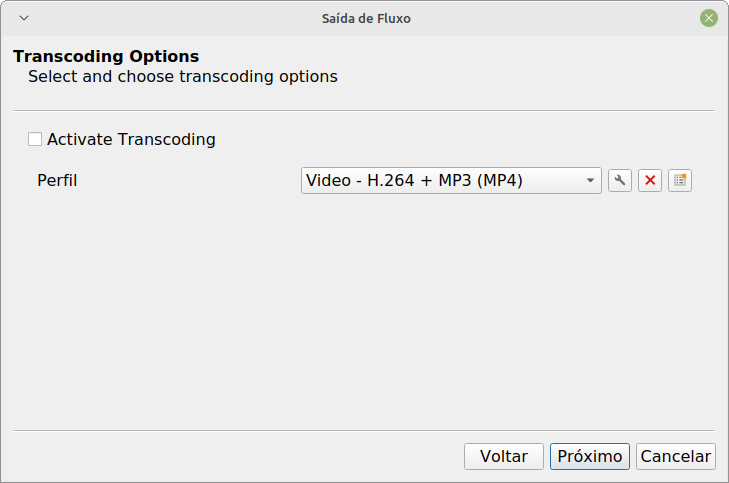 Saída de Fluxo
Transcoding Options
Select and choose transcoding options
Activate Transcoding
Perfil
Video - H.264 + MP3 (MP4)
Voltar
Próximo
Cancelar